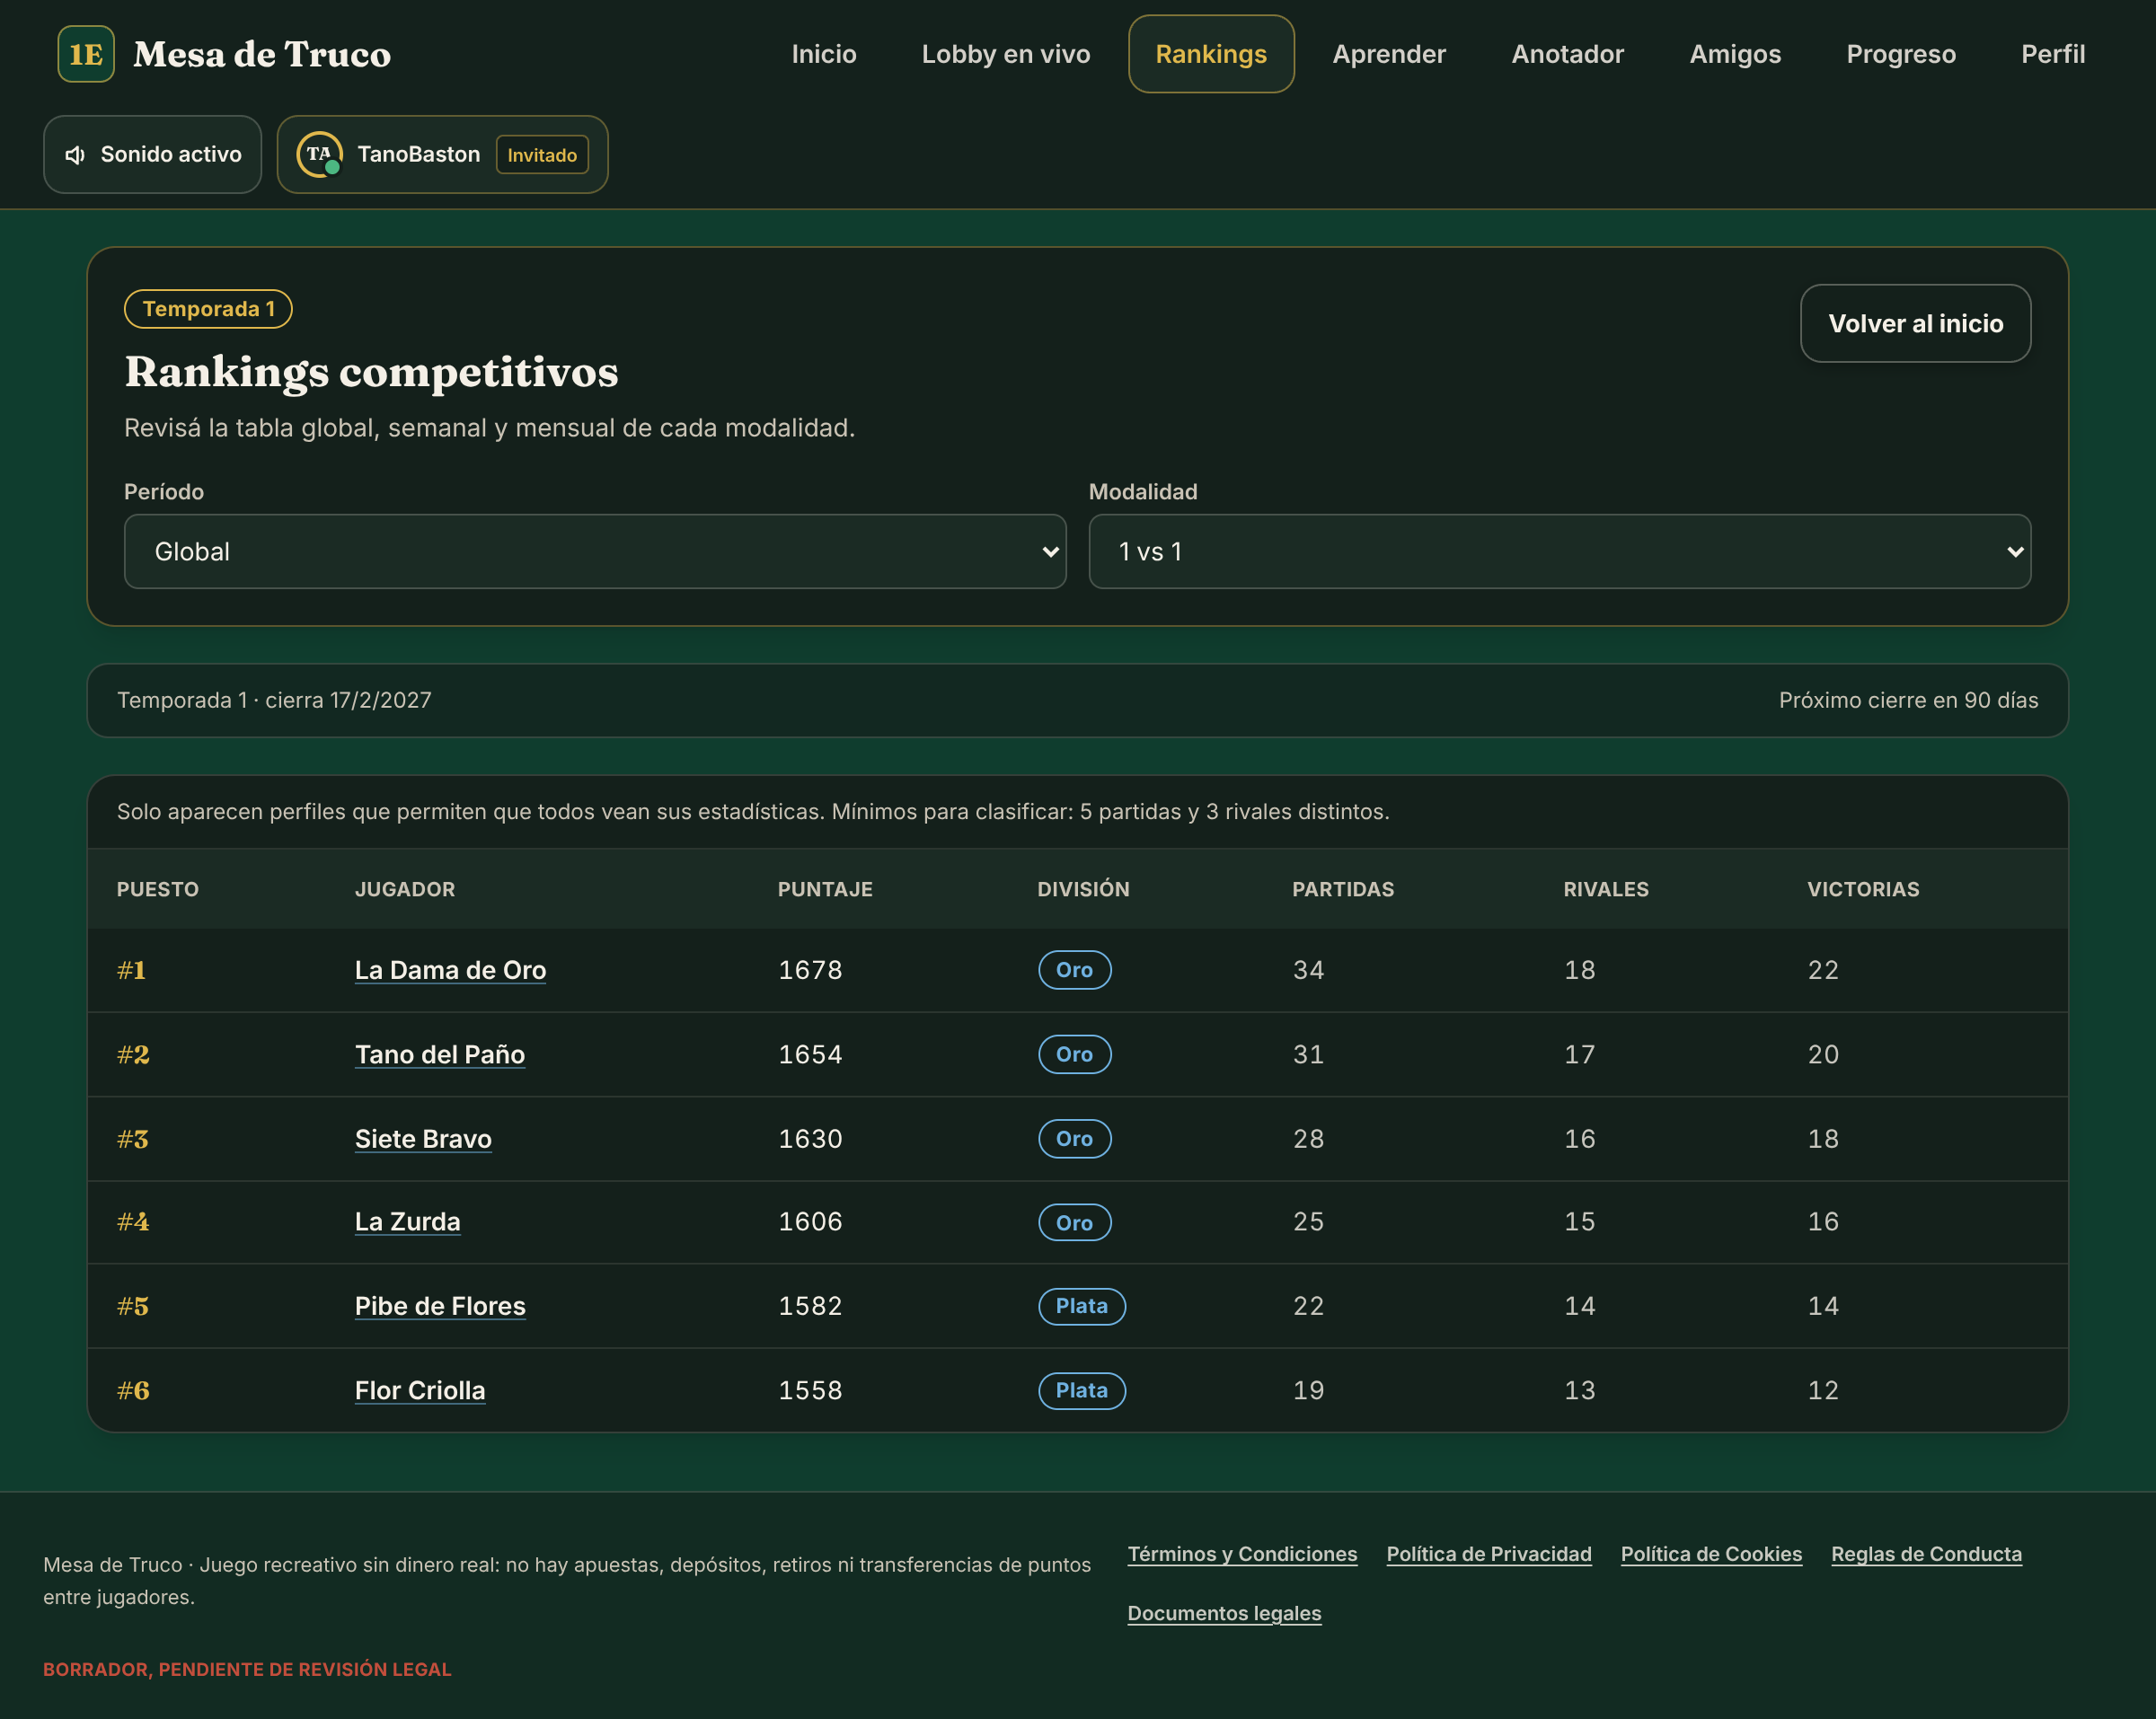 1E Mesa de Truco
Inicio Lobby en vivo Rankings Aprender Anotador Amigos Progreso Perfil
Sonido activo
TA TanoBaston Invitado
Temporada 1
Volver al inicio
Rankings competitivos
Revisá la tabla global, semanal y mensual de cada modalidad.
Período Modalidad
Global 1 vs 1
Temporada 1 · cierra 17/2/2027 Próximo cierre en 90 días
Solo aparecen perfiles que permiten que todos vean sus estadísticas. Mínimos para clasificar: 5 partidas y 3 rivales distintos.
PUESTO JUGADOR PUNTAJE DIVISIÓN PARTIDAS RIVALES VICTORIAS
#1 La Dama de Oro 1678 Oro 34 18 22
#2 Tano del Paño 1654 Oro 31 17 20
#3 Siete Bravo 1630 Oro 28 16 18
#4 La Zurda 1606 Oro 25 15 16
#5 Pibe de Flores 1582 Plata 22 14 14
#6 Flor Criolla 1558 Plata 19 13 12
Mesa de Truco · Juego recreativo sin dinero real: no hay apuestas, depósitos, retiros ni transferencias de puntos
entre jugadores.
BORRADOR, PENDIENTE DE REVISIÓN LEGAL
Términos y Condiciones Política de Privacidad Política de Cookies Reglas de Conducta
Documentos legales